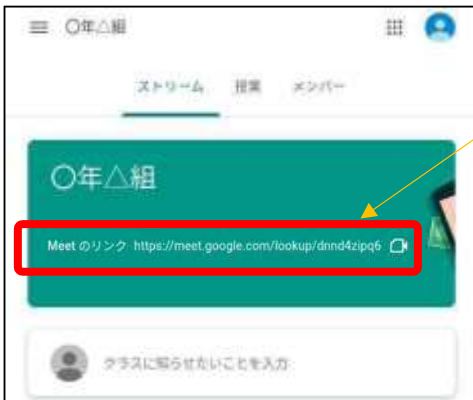 〇年△組
ストリーム 授業 メンバー
〇年△組
Meet のリンク https://meet.google.com/lookup/dnnd4zipq6
クラスに知らせたいことを入力